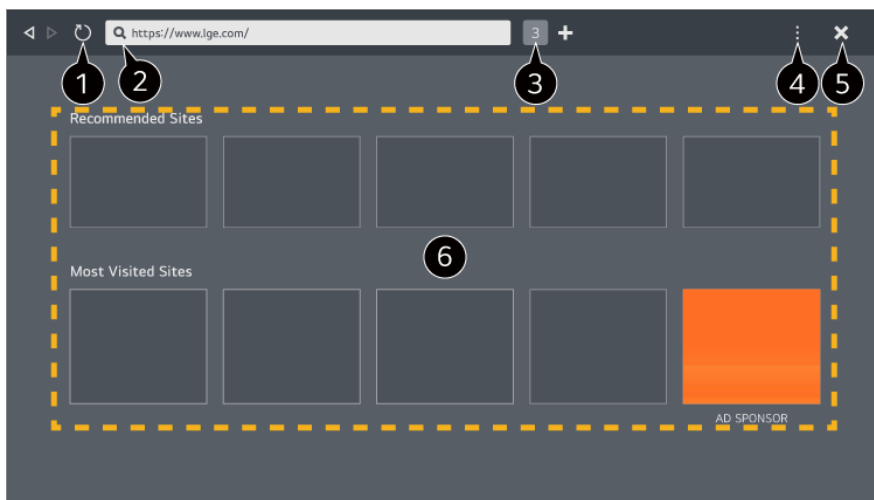 https://www.lge.com/ 3
1 2 3 4 5
Recommended Sites
6
Most Visited Sites
AD SPONSOR